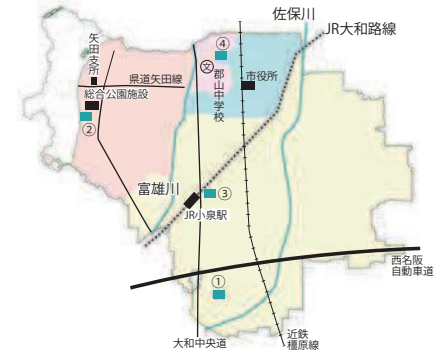 佐保川
JR大和路線
④
文
郡山中学校
市役所
矢田支所
県道矢田線
総合公園施設
②
富雄川
③
JR小泉駅
西名阪
自動車道
①
大和中央道
近鉄
橿原線